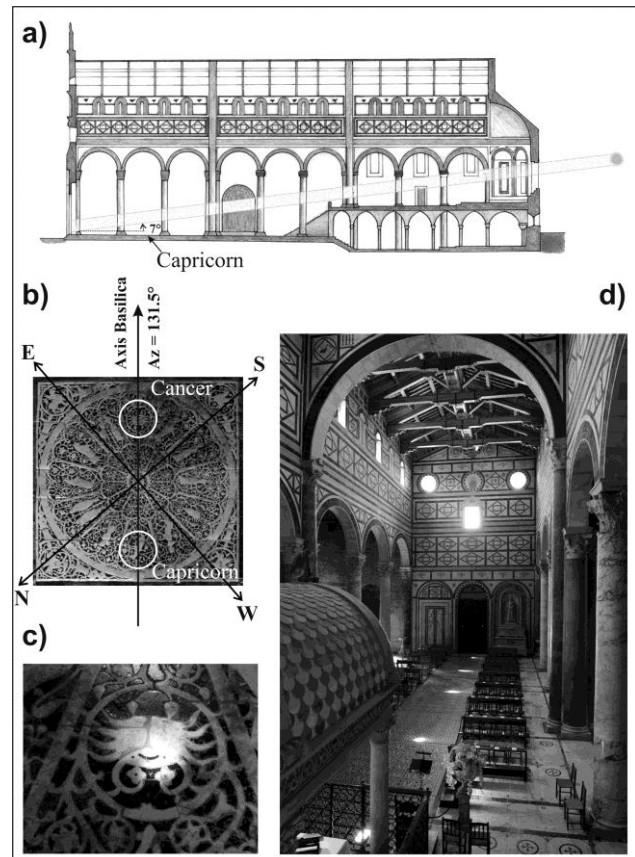 a)
7°
Capricorn
b)
d)
Axis Basilica
Az = 131.5°
E
S
Cancer
Capricorn
N
W
c)